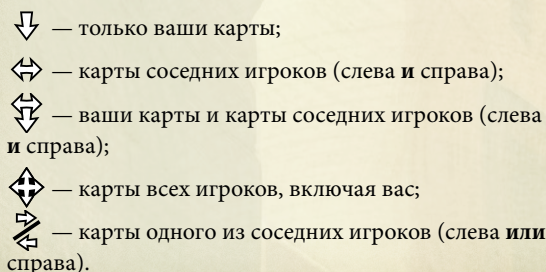 — только ваши карты;
— карты соседних игроков (слева и справа);
— ваши карты и карты соседних игроков (слева
и справа);
— карты всех игроков, включая вас;
— карты одного из соседних игроков (слева или
справа).